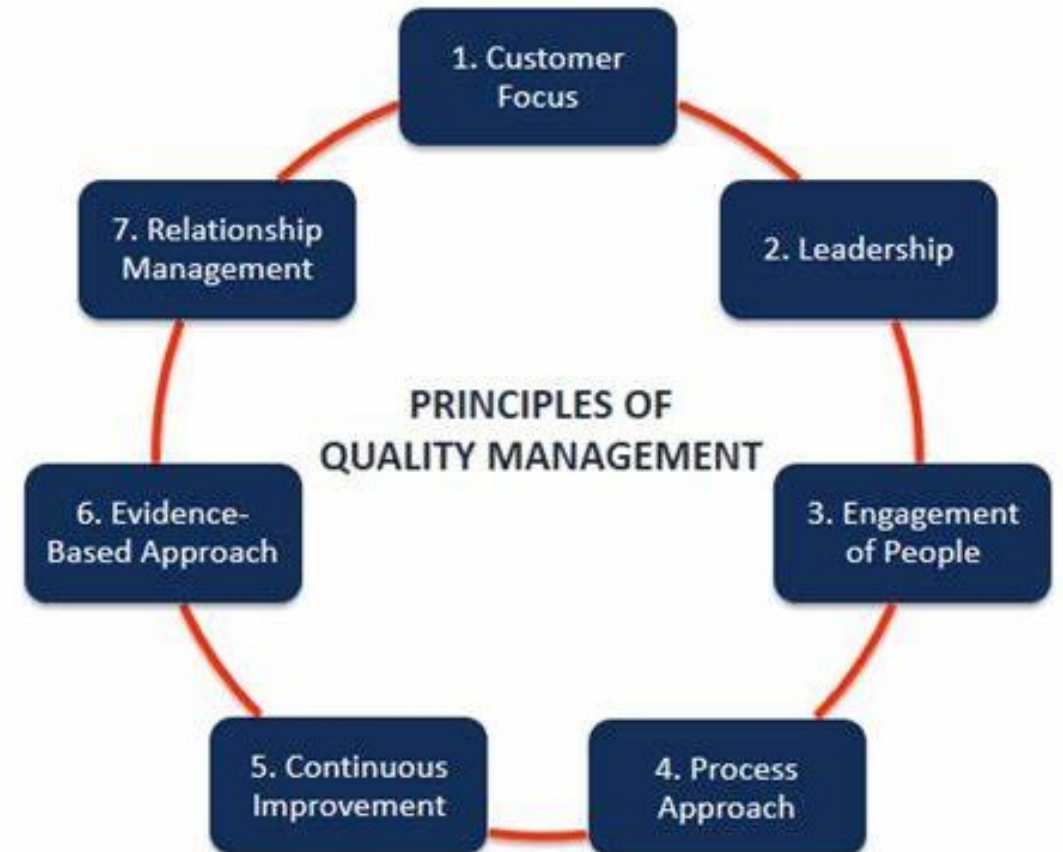 1. Customer
Focus
2. Leadership
3. Engagement
of People
4. Process
Approach
5. Continuous
Improvement
6. Evidence-
Based Approach
7. Relationship
Management
PRINCIPLES OF
QUALITY MANAGEMENT